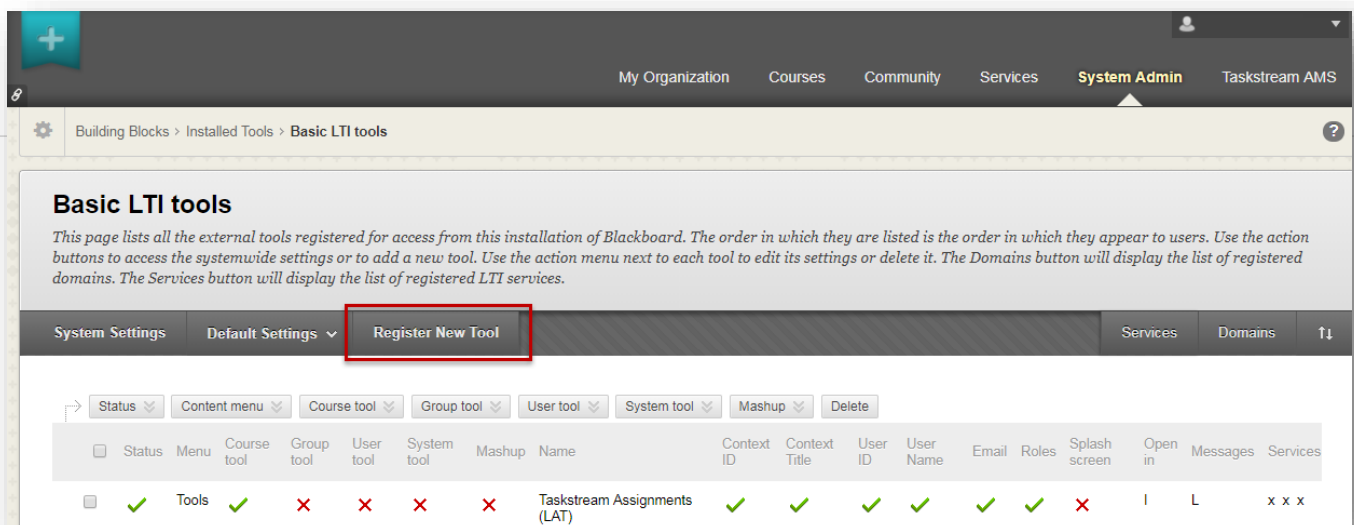 My Organization Courses Community Services System Admin Taskstream AMS
Building Blocks > Installed Tools > Basic LTI tools ?
Basic LTI tools
This page lists all the external tools registered for access from this installation of Blackboard. The order in which they are listed is the order in which they appear to users. Use the action
buttons to access the systemwide settings or to add a new tool. Use the action menu next to each tool to edit its settings or delete it. The Domains button will display the list of registered
domains. The Services button will display the list of registered LTI services.
System Settings Default Settings Register New Tool Services Domains
Status Content menu Course tool Group tool User tool System tool Mashup Delete
Status Menu Course tool Group tool User tool System tool Mashup Name Context ID Context Title User ID User Name Email Roles Splash screen Open in Messages Services
Tools Taskstream Assignments I L x x x
(LAT)